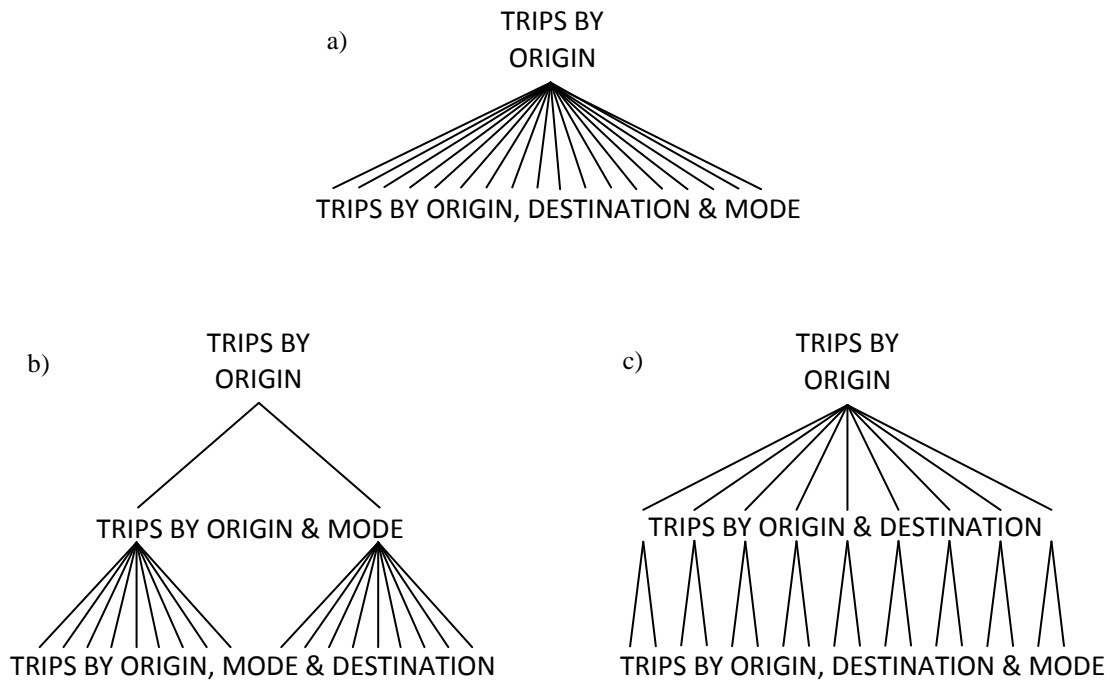 a)
TRIPS BY
ORIGIN
TRIPS BY ORIGIN, DESTINATION & MODE
b)
TRIPS BY
ORIGIN
TRIPS BY ORIGIN & MODE
TRIPS BY ORIGIN, MODE & DESTINATION
c)
TRIPS BY
ORIGIN
TRIPS BY ORIGIN & DESTINATION
TRIPS BY ORIGIN, DESTINATION & MODE